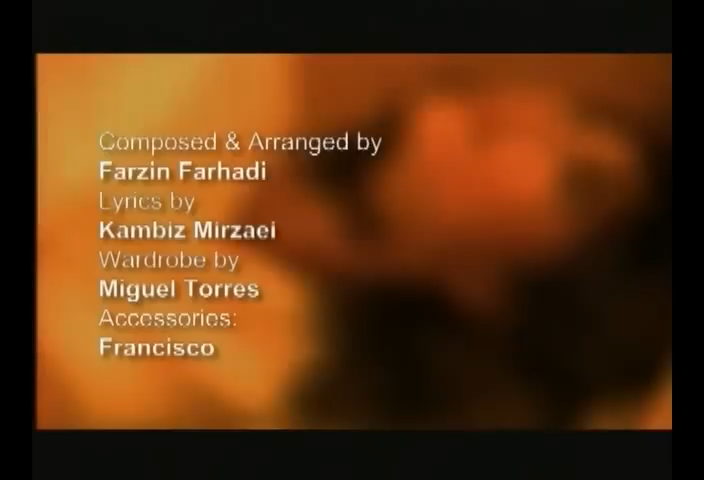 Composed & Arranged by
Farzin Farhadi
Lyrics by
Kambiz Mirzaei
Wardrobe by
Miguel Torres
Accessories:
Francisco